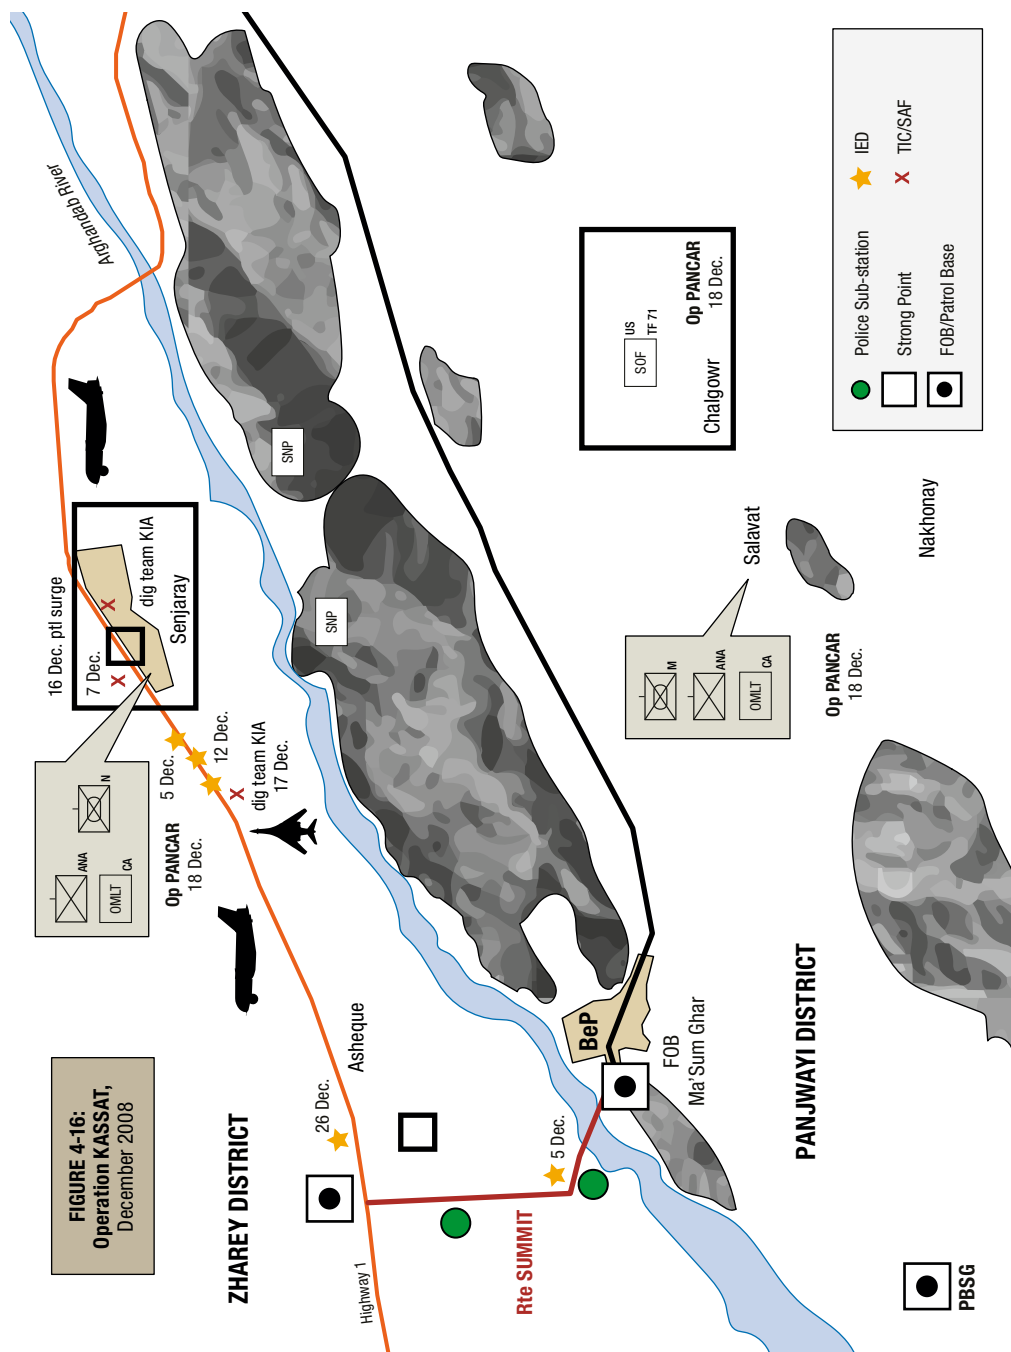 FIGURE 4-16:
Operation KASSAT,
December 2008
ZHAREY DISTRICT
Highway 1
Rte SUMMIT
26 Dec.
Asheque
5 Dec.
BeP
FOB
Ma'Sum Ghar
PBSG
PANJWAYI DISTRICT
ANA
N
OMLT
CA
Op PANCAR
18 Dec.
5 Dec.
12 Dec.
X
dig team KIA
17 Dec.
16 Dec. ptl surge
7 Dec.
X
X
dig team KIA
Senjaray
Arghandab River
SNP
SNP
M
ANA
OMLT
CA
Op PANCAR
18 Dec.
Salavat
Nakhonay
SOF
US
TF 71
Op PANCAR
18 Dec.
Chalgowr
Police Sub-station
Strong Point
FOB/Patrol Base
IED
X
TIC/SAF